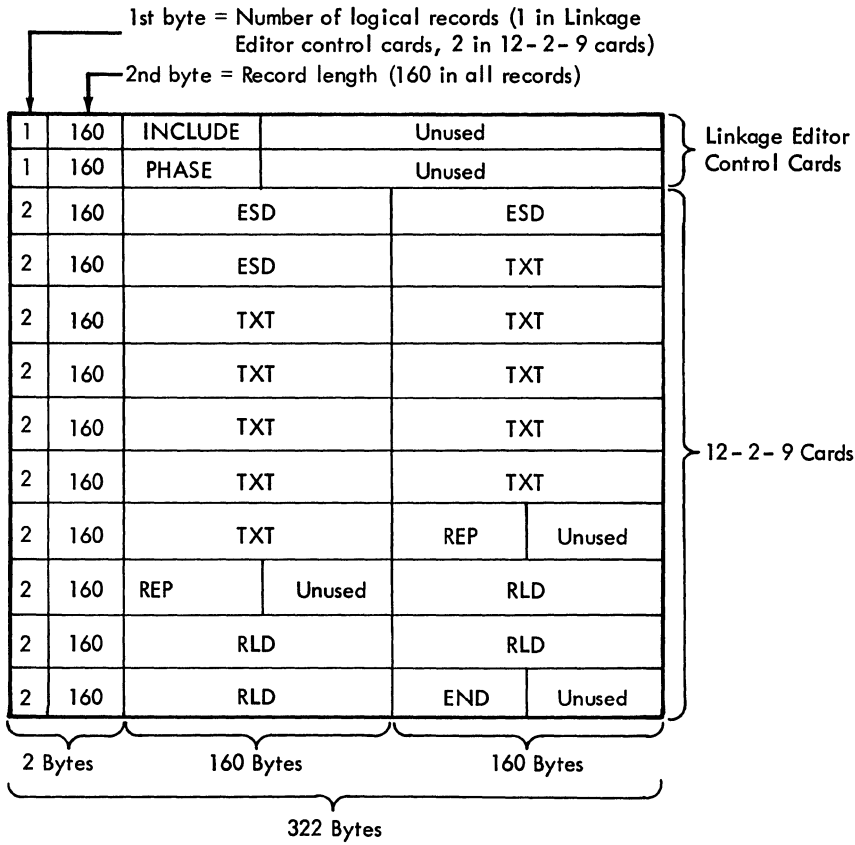 1st byte = Number of logical records (1 in Linkage
Editor control cards, 2 in 12-2-9 cards)
2nd byte = Record length (160 in all records)
1 160 INCLUDE Unused
1 160 PHASE Unused
Linkage Editor
Control Cards
2 160 ESD ESD
2 160 ESD TXT
2 160 TXT TXT
2 160 TXT TXT
2 160 TXT TXT
12-2-9 Cards
2 160 TXT TXT
2 160 TXT REP Unused
2 160 REP Unused RLD
2 160 RLD RLD
2 160 RLD END Unused
2 Bytes 160 Bytes 160 Bytes
322 Bytes